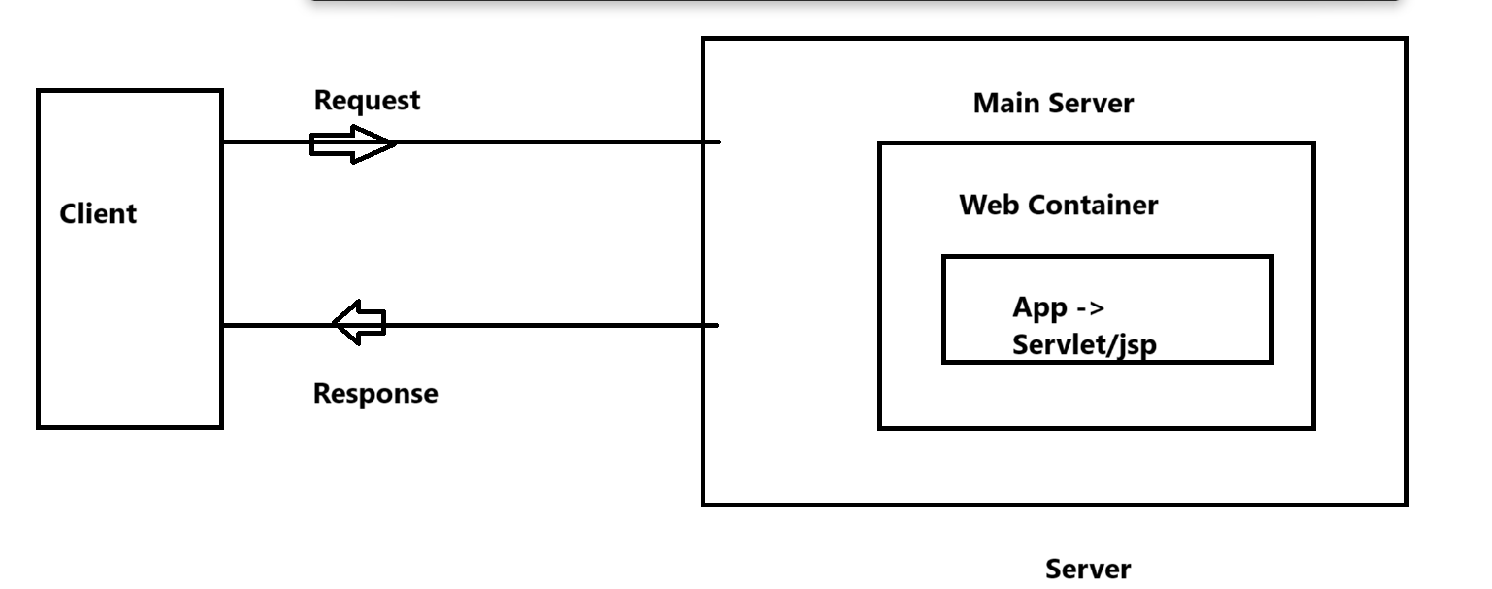 Request
Main Server
Client
Web Container
App ->
Servlet/jsp
Response
Server